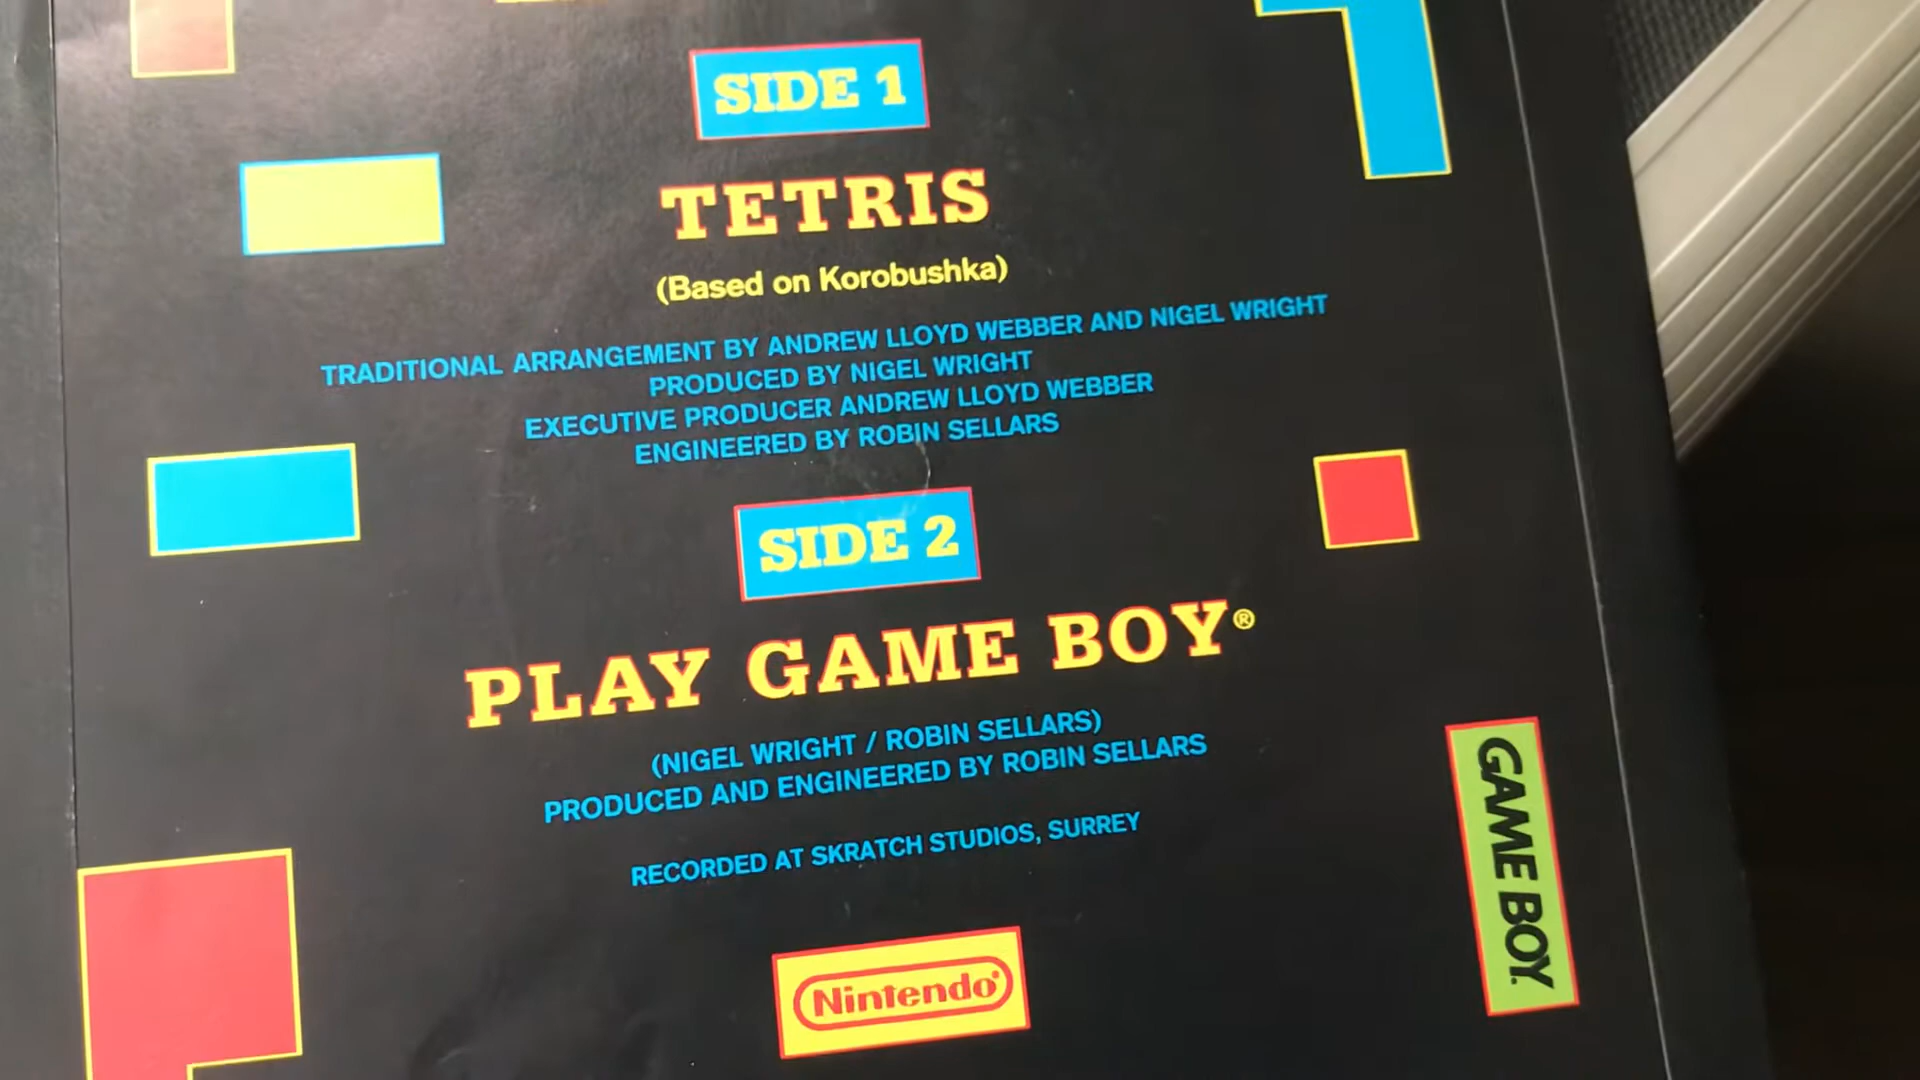 SIDE 1
TETRIS
(Based on Korobushka)
TRADITIONAL ARRANGEMENT BY ANDREW LLOYD WEBBER AND NIGEL WRIGHT
PRODUCED BY NIGEL WRIGHT
EXECUTIVE PRODUCER ANDREW LLOYD WEBBER
ENGINEERED BY ROBIN SELLARS
SIDE 2
PLAY GAME BOY®
(NIGEL WRIGHT / ROBIN SELLARS)
PRODUCED AND ENGINEERED BY ROBIN SELLARS
RECORDED AT SKRATCH STUDIOS, SURREY
Nintendo®
GAME BOY